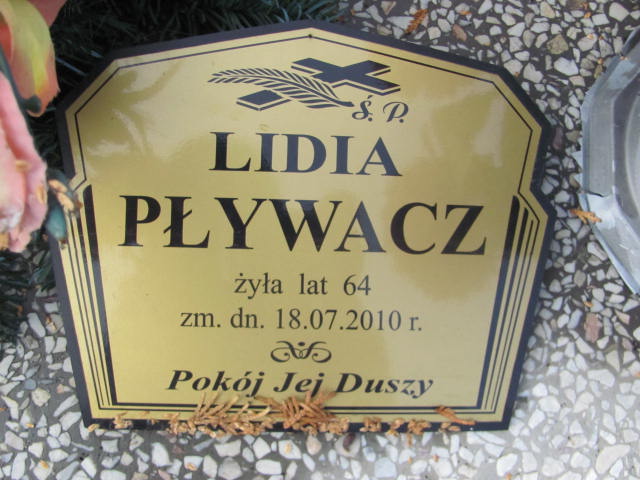 Ś. P.
LIDIA
PŁYWACZ
żyła lat 64
zm. dn. 18.07.2010 r.
Pokój Jej Duszy